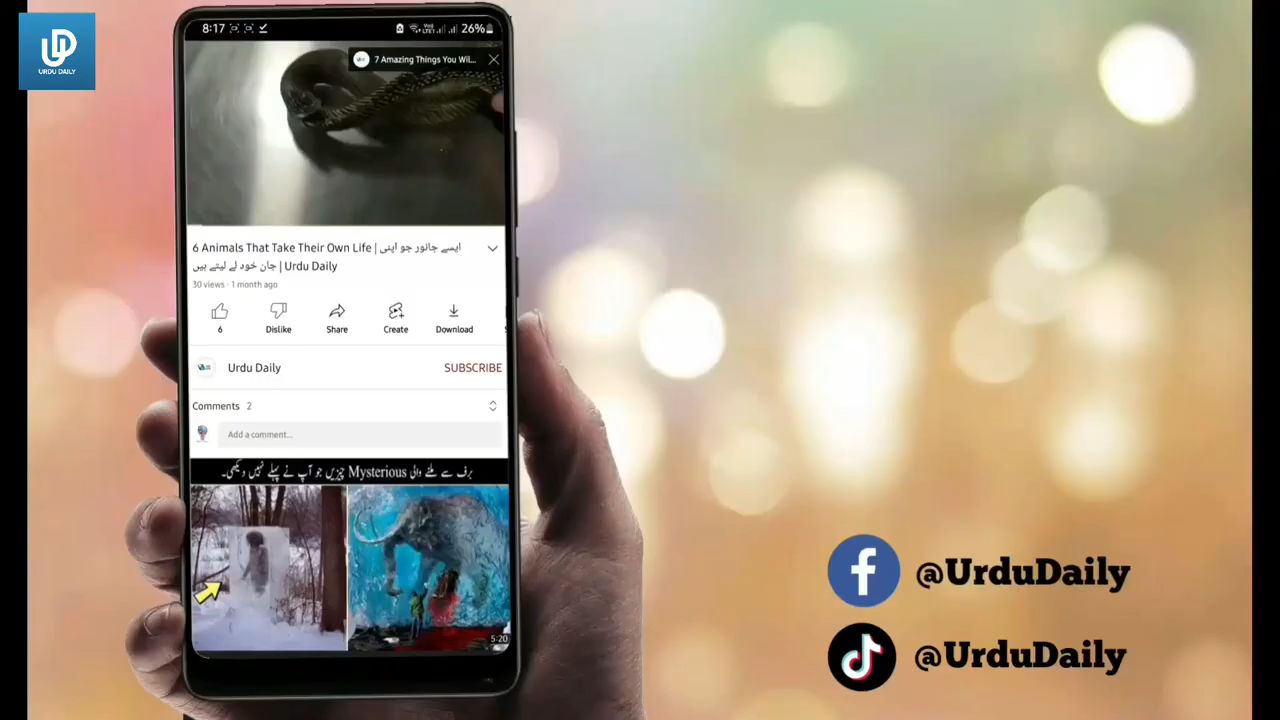 UD
URDU DAILY
8:17
VoD LTE1
26%
7 Amazing Things You Wil...
6 Animals That Take Their Own Life | ایسے جانور جو اپنی
جان خود لے لیتے ہیں | Urdu Daily
30 views · 1 month ago
6
Dislike
Share
Create
Download
Urdu Daily
SUBSCRIBE
Comments 2
Add a comment...
برف سے ملنے والی Mysterious چیزیں جو آپ نے پہلے نہیں دیکھی۔
5:20
@UrduDaily
@UrduDaily